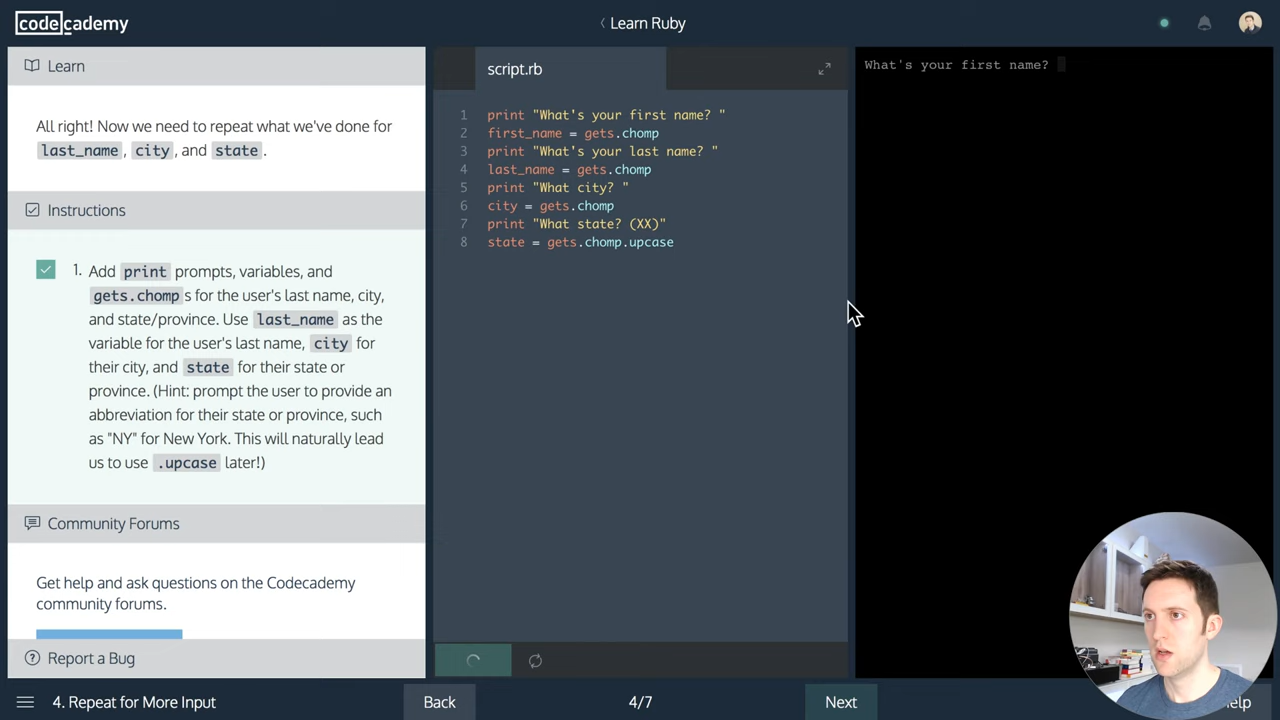 codecademy
Learn Ruby
Learn
All right! Now we need to repeat what we've done for
last_name, city, and state.
Instructions
1. Add print prompts, variables, and
gets.chomps for the user's last name, city,
and state/province. Use last_name as the
variable for the user's last name, city for
their city, and state for their state or
province. (Hint: prompt the user to provide an
abbreviation for their state or province, such
as "NY" for New York. This will naturally lead
us to use .upcase later!)
Community Forums
Get help and ask questions on the Codecademy
community forums.
Report a Bug
script.rb
1 print "What's your first name? "
2 first_name = gets.chomp
3 print "What's your last name? "
4 last_name = gets.chomp
5 print "What city? "
6 city = gets.chomp
7 print "What state? (XX)"
8 state = gets.chomp.upcase
What's your first name?
4. Repeat for More Input
Back
4/7
Next